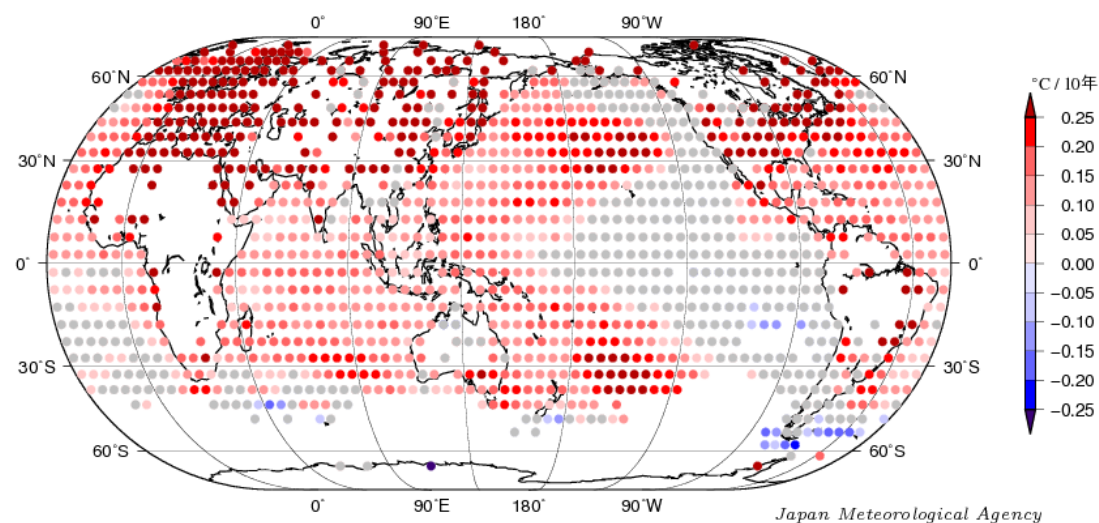 0° 90°E 180° 90°W
60°N 60°N
°C / 10年
0.25
0.20
30°N 30°N
0.15
0.10
0.05
0° 0°
0.00
−0.05
−0.10
−0.15
30°S 30°S
−0.20
−0.25
60°S 60°S
0° 90°E 180° 90°W
Japan Meteorological Agency